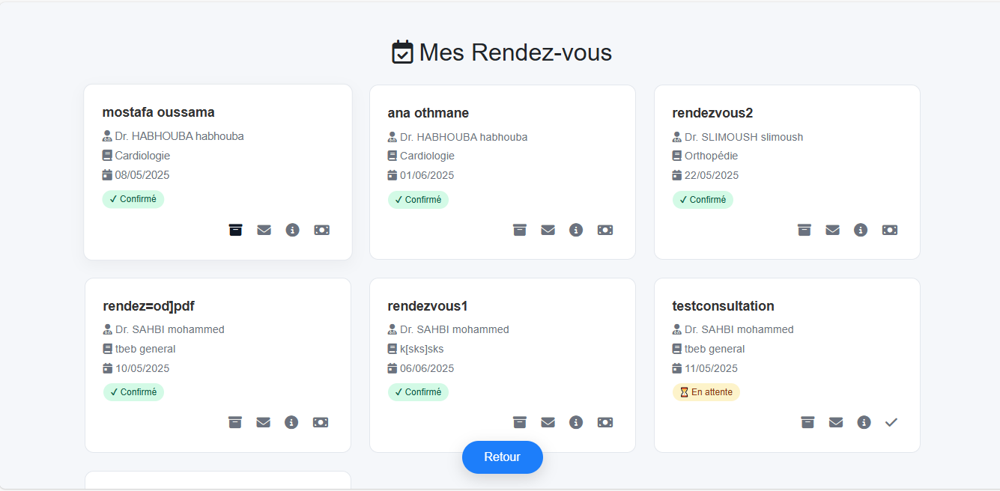 Mes Rendez-vous
mostafa oussama
Dr. HABHOUBA habhouba
Cardiologie
08/05/2025
✓ Confirmé
ana othmane
Dr. HABHOUBA habhouba
Cardiologie
01/06/2025
✓ Confirmé
rendezvous2
Dr. SLIMOUSH slimoush
Orthopédie
22/05/2025
✓ Confirmé
rendez=od]pdf
Dr. SAHBI mohammed
tbeb general
10/05/2025
✓ Confirmé
rendezvous1
Dr. SAHBI mohammed
k[sks]sks
06/06/2025
✓ Confirmé
testconsultation
Dr. SAHBI mohammed
tbeb general
11/05/2025
⏳ En attente
Retour